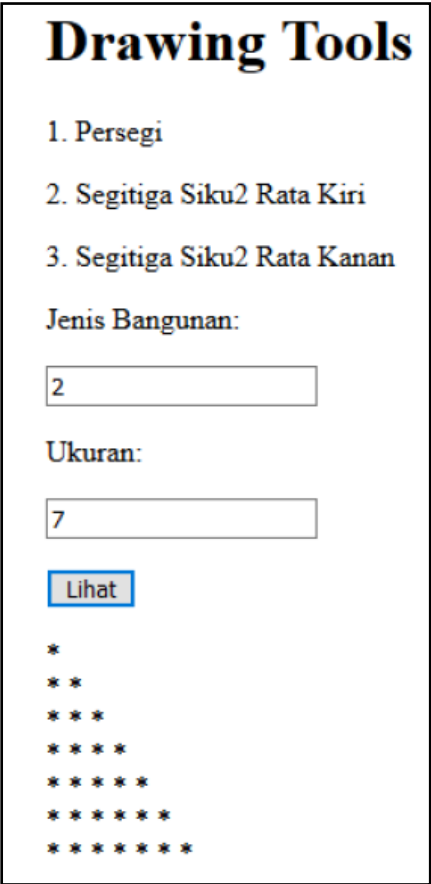 Drawing Tools
1. Persegi
2. Segitiga Siku2 Rata Kiri
3. Segitiga Siku2 Rata Kanan
Jenis Bangunan:
2
Ukuran:
7
Lihat
*
* *
* * *
* * * *
* * * * *
* * * * * *
* * * * * * *